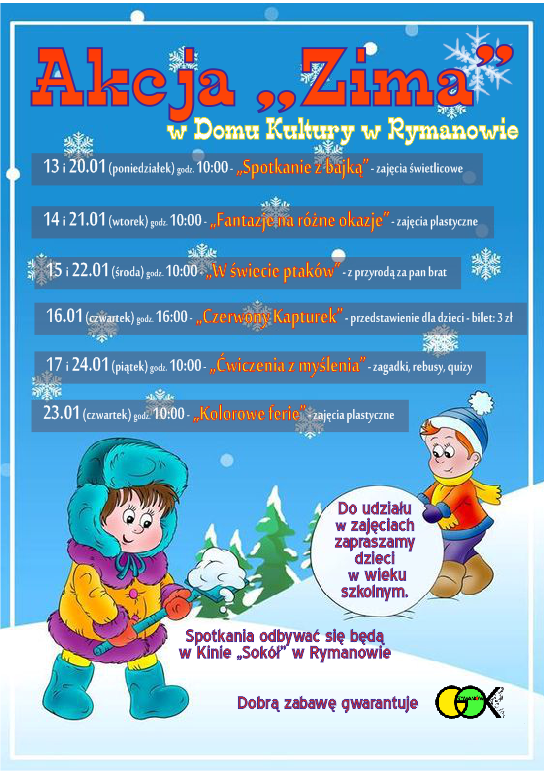 Akcja „Zima”
w Domu Kultury w Rymanowie
13 i 20.01 (poniedziałek) godz. 10:00 - „Spotkanie z bajką” - zajęcia świetlicowe
14 i 21.01 (wtorek) godz. 10:00 - „Fantazje na różne okazje” - zajęcia plastyczne
15 i 22.01 (środa) godz. 10:00 - „W świecie ptaków” - z przyrodą za pan brat
16.01 (czwartek) godz. 16:00 - „Czerwony Kapturek” - przedstawienie dla dzieci - bilet: 3 zł
17 i 24.01 (piątek) godz. 10:00 - „Ćwiczenia z myślenia” - zagadki, rebusy, quizy
23.01 (czwartek) godz. 10:00 - „Kolorowe ferie” - zajęcia plastyczne
Do udziału
w zajęciach
zapraszamy
dzieci
w wieku
szkolnym.
Spotkania odbywać się będą
w Kinie „Sokół” w Rymanowie
Dobrą zabawę gwarantuje
GOK